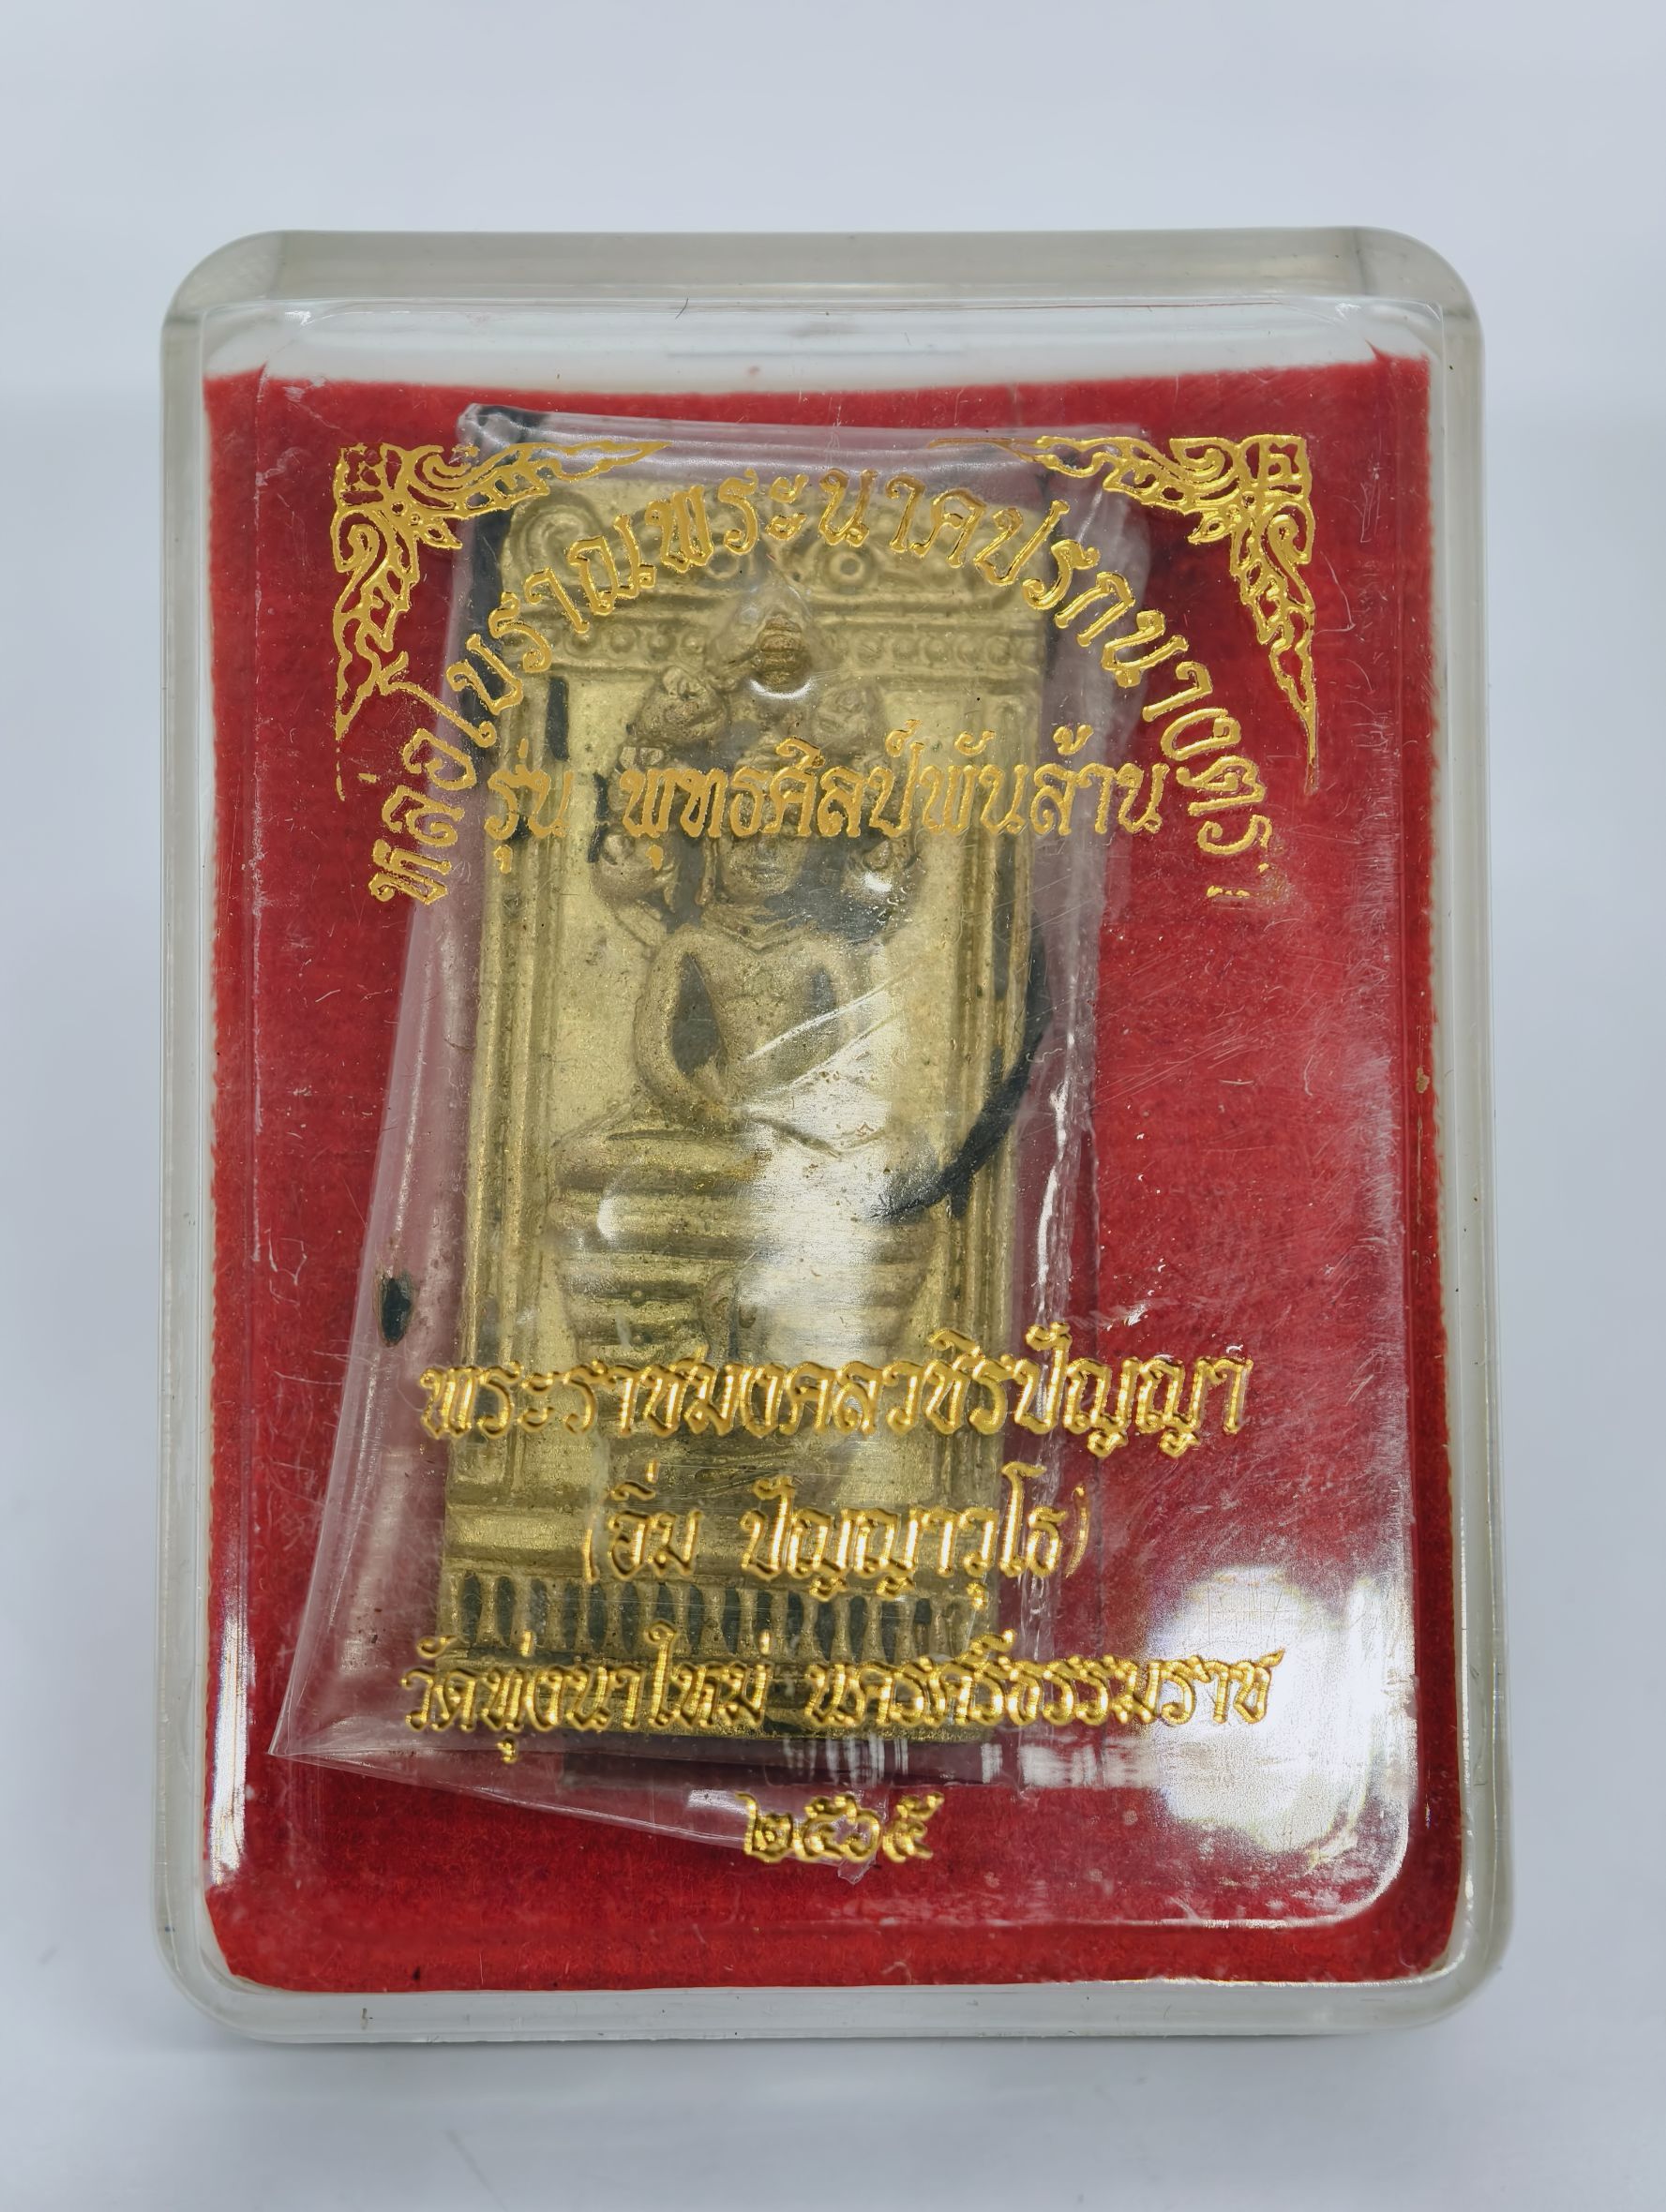 หล่อโบราณพระนาคปรกนางตรา
รุ่น พุทธศิลป์พันล้าน
พระราชมงคลวชิรปัญญา
(อิ่ม ปัญญาวุโธ)
วัดทุ่งนาใหม่ นครศรีธรรมราช
๒๕๖๕